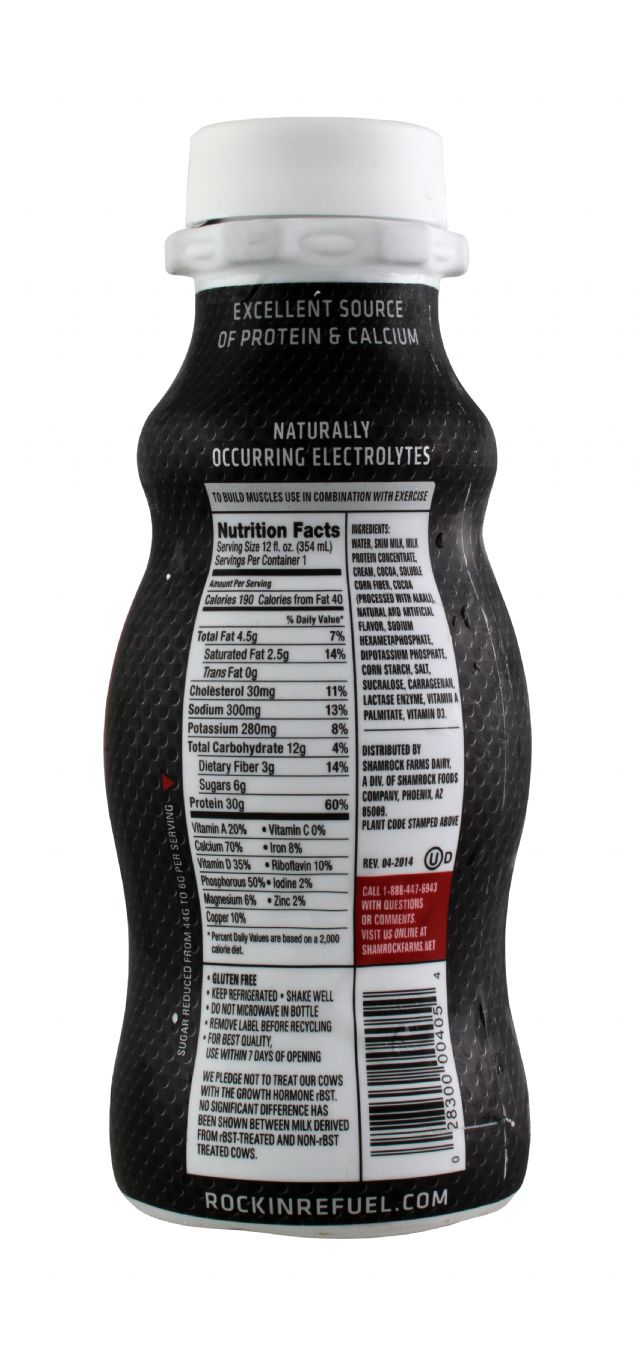 EXCELLENT SOURCE
OF PROTEIN & CALCIUM
NATURALLY
OCCURRING ELECTROLYTES
TO BUILD MUSCLES USE IN COMBINATION WITH EXERCISE
Nutrition Facts
Serving Size 12 fl. oz. (354 mL)
Servings Per Container 1
Amount Per Serving
Calories 190 Calories from Fat 40
% Daily Value*
Total Fat 4.5g 7%
Saturated Fat 2.5g 14%
Trans Fat 0g
Cholesterol 30mg 11%
Sodium 300mg 13%
Potassium 280mg 8%
Total Carbohydrate 12g 4%
Dietary Fiber 3g 14%
Sugars 6g
Protein 30g 60%
Vitamin A 20% • Vitamin C 0%
Calcium 70% • Iron 8%
Vitamin D 35% • Riboflavin 10%
Phosphorous 50% • Iodine 2%
Magnesium 6% • Zinc 2%
Copper 10%
*Percent Daily Values are based on a 2,000
calorie diet.
INGREDIENTS:
WATER, SKIM MILK, MILK
PROTEIN CONCENTRATE,
CREAM, COCOA, SOLUBLE
CORN FIBER, COCOA
(PROCESSED WITH ALKALI),
NATURAL AND ARTIFICIAL
FLAVOR, SODIUM
HEXAMETAPHOSPHATE,
DIPOTASSIUM PHOSPHATE,
CORN STARCH, SALT,
SUCRALOSE, CARRAGEENAN,
LACTASE ENZYME, VITAMIN A
PALMITATE, VITAMIN D3.
DISTRIBUTED BY
SHAMROCK FARMS DAIRY,
A DIV. OF SHAMROCK FOODS
COMPANY, PHOENIX, AZ
85009.
PLANT CODE STAMPED ABOVE
REV. 04-2014 U D
CALL 1-888-447-6943
WITH QUESTIONS
OR COMMENTS.
VISIT US ONLINE AT
SHAMROCKFARMS.NET
SUGAR REDUCED FROM 44G TO 6G PER SERVING
• GLUTEN FREE
• KEEP REFRIGERATED • SHAKE WELL
• DO NOT MICROWAVE IN BOTTLE
• REMOVE LABEL BEFORE RECYCLING
• FOR BEST QUALITY,
USE WITHIN 7 DAYS OF OPENING
WE PLEDGE NOT TO TREAT OUR COWS
WITH THE GROWTH HORMONE rBST.
NO SIGNIFICANT DIFFERENCE HAS
BEEN SHOWN BETWEEN MILK DERIVED
FROM rBST-TREATED AND NON-rBST
TREATED COWS.
0 28300 00405 4
ROCKINREFUEL.COM